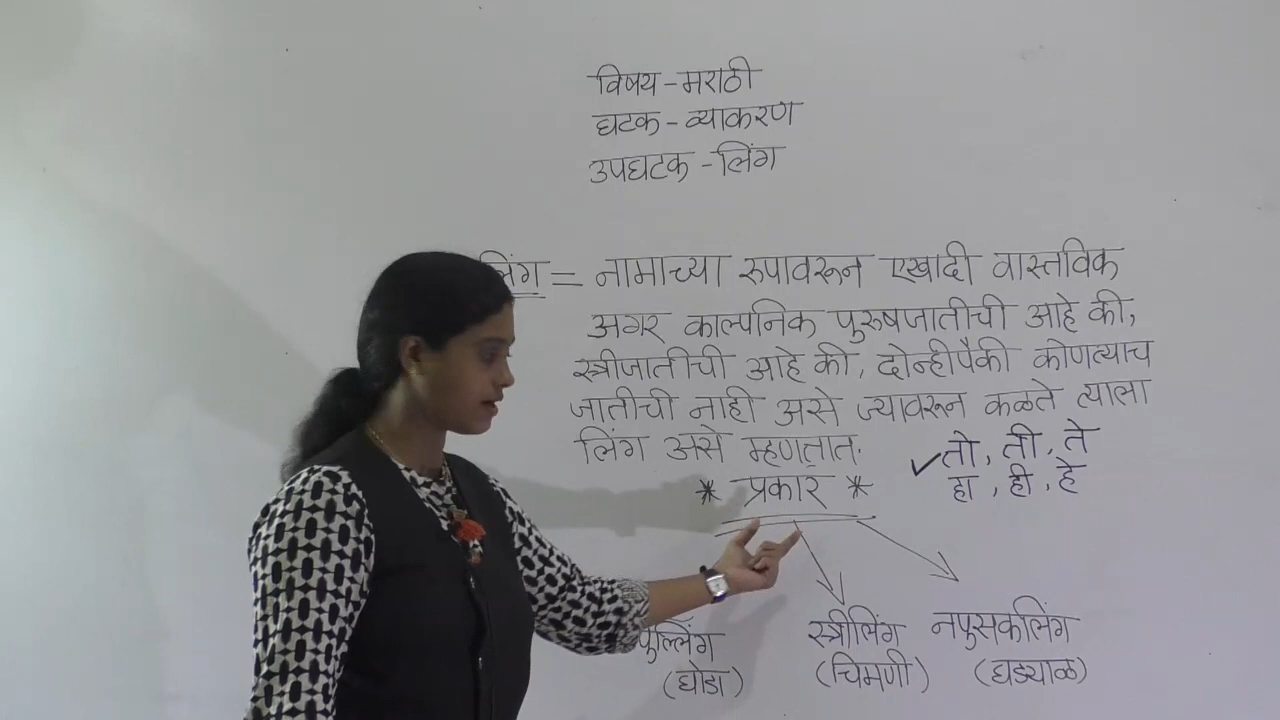 विषय - मराठी
घटक - व्याकरण
उपघटक - लिंग
लिंग = नामाच्या रुपावरून एखादी वास्तविक
अगर काल्पनिक पुरुषजातीची आहे की,
स्त्रीजातीची आहे की, दोन्हीपैकी कोणत्याच
जातीची नाही असे ज्यावरून कळते त्याला
लिंग असे म्हणतात.
✓ तो, ती, ते
हा, ही, हे
* प्रकार *
पुल्लिंग स्त्रीलिंग नपुसकलिंग
(घोडा) (चिमणी) (घड्याळ)